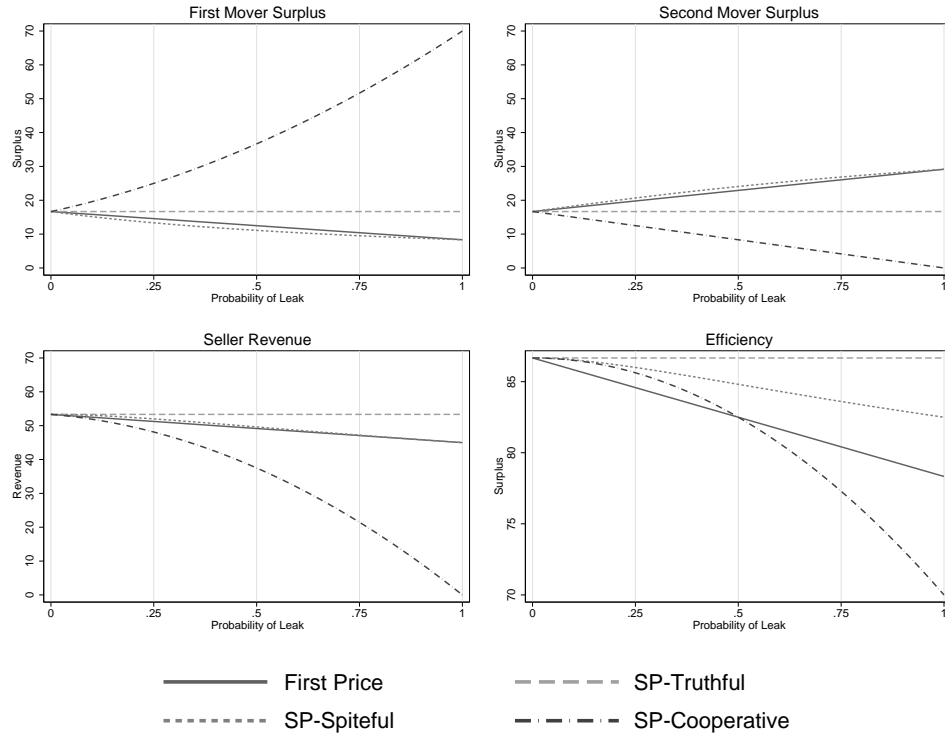 First Mover Surplus
Surplus
0 10 20 30 40 50 60 70
0 .25 .5 .75 1
Probability of Leak
Second Mover Surplus
Surplus
0 10 20 30 40 50 60 70
0 .25 .5 .75 1
Probability of Leak
Seller Revenue
Revenue
0 10 20 30 40 50 60 70
0 .25 .5 .75 1
Probability of Leak
Efficiency
Surplus
70 75 80 85
0 .25 .5 .75 1
Probability of Leak
First Price
SP-Truthful
SP-Spiteful
SP-Cooperative